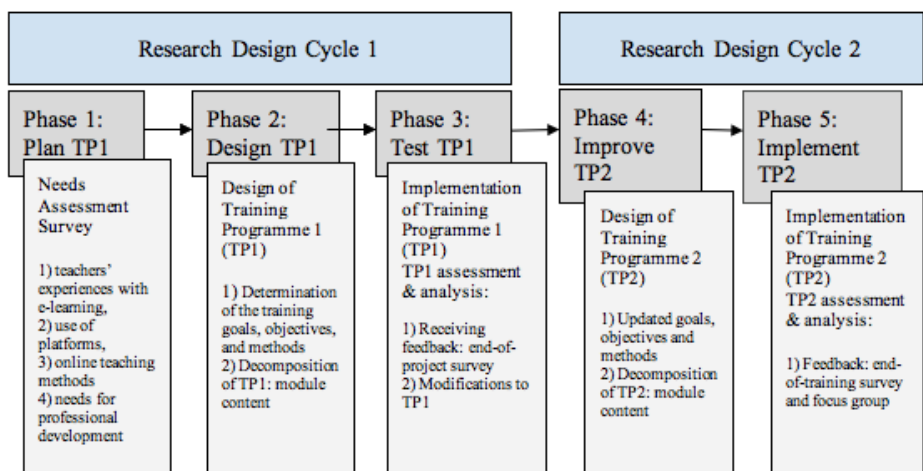 Research Design Cycle 1
Research Design Cycle 2
Phase 1:
Plan TP1
Phase 2:
Design TP1
Phase 3:
Test TP1
Phase 4:
Improve
TP2
Phase 5:
Implement
TP2
Needs
Assessment
Survey
1) teachers’
experiences with
e-learning,
2) use of
platforms,
3) online teaching
methods
4) needs for
professional
development
Design of
Training
Programme 1
(TP1)
1) Determination
of the training
goals, objectives,
and methods
2) Decomposition
of TP1: module
content
Implementation
of Training
Programme 1
(TP1)
TP1 assessment
& analysis:
1) Receiving
feedback: end-of-
project survey
2) Modifications to
TP1
Design of
Training
Programme 2
(TP2)
1) Updated goals,
objectives and
methods
2) Decomposition
of TP2: module
content
Implementation
of Training
Programme 2
(TP2)
TP2 assessment
& analysis:
1) Feedback: end-
of-training survey
and focus group